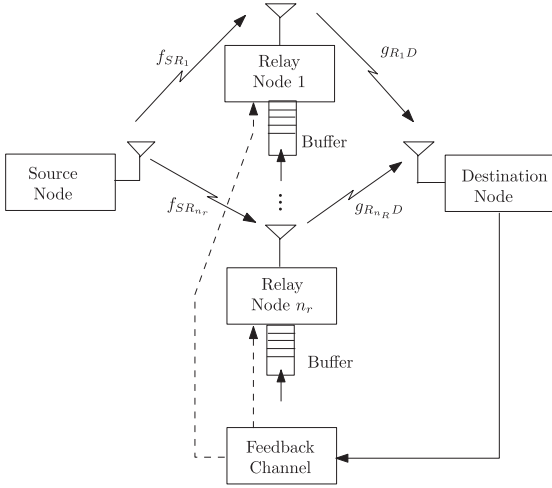 f_{SR_1}
g_{R_1D}
Relay
Node 1
Buffer
Source
Node
Destination
Node
f_{SR_{n_r}}
g_{R_{n_R}D}
Relay
Node n_r
Buffer
Feedback
Channel